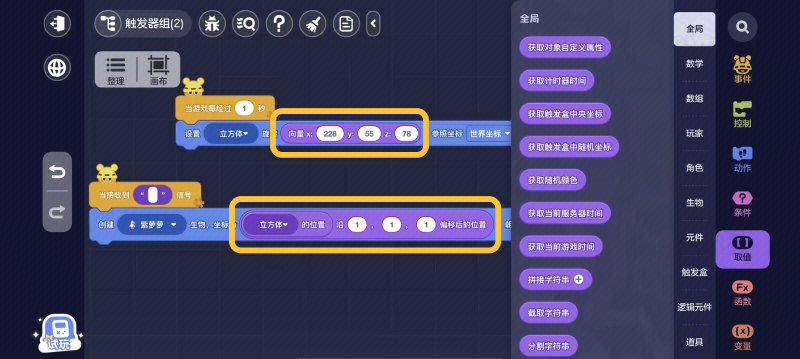 触发器组(2)
整理
画布
当游戏每经过 1 秒
设置 立方体 向量 x: 228 y: 55 z: 78 参照坐标 世界坐标
当接收到 “ ” 信号
创建 紫萝萝 生物, 坐标 立方体 的位置 沿 1 , 1 , 1 偏移后的位置
试玩
全局
获取对象自定义属性
获取计时器时间
获取触发盒中央坐标
获取触发盒中随机坐标
获取随机颜色
获取当前服务器时间
获取当前游戏时间
拼接字符串
截取字符串
分割字符串
全局
数学
数组
玩家
角色
生物
元件
触发盒
逻辑元件
道具
事件
控制
动作
条件
取值
Fx
函数
(x)
变量